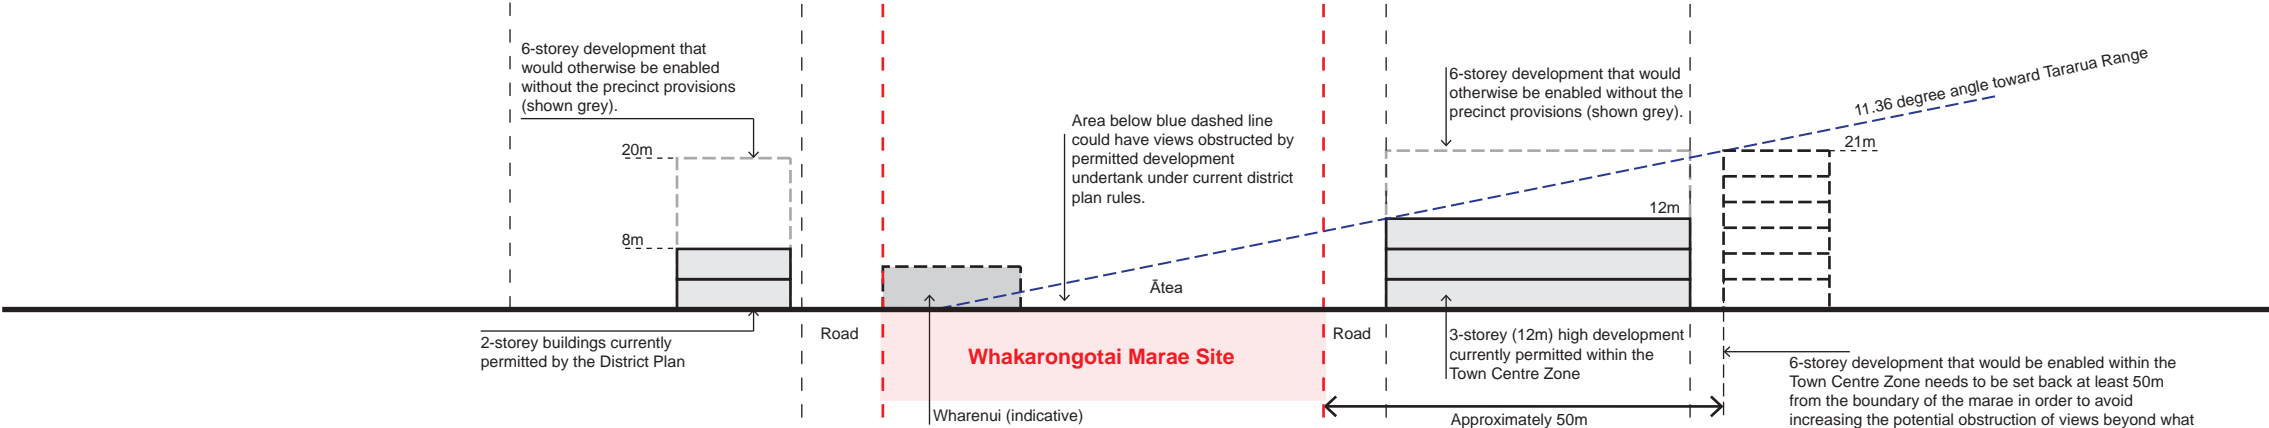 6-storey development that
would otherwise be enabled
without the precinct provisions
(shown grey).
20m
8m
2-storey buildings currently
permitted by the District Plan
Road
Wharenui (indicative)
Whakarongotai Marae Site
Area below blue dashed line
could have views obstructed by
permitted development
undertank under current district
plan rules.
Ātea
Road
6-storey development that would
otherwise be enabled without the
precinct provisions (shown grey).
12m
3-storey (12m) high development
currently permitted within the
Town Centre Zone
Approximately 50m
11.36 degree angle toward Tararua Range
21m
6-storey development that would be enabled within the
Town Centre Zone needs to be set back at least 50m
from the boundary of the marae in order to avoid
increasing the potential obstruction of views beyond what